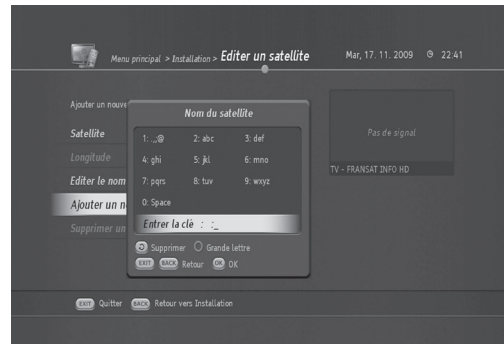 Menu principal > Installation > Editer un satellite
Mar, 17. 11. 2009 22:41
Ajouter un nouve
Satellite
Longitude
Editer le nom
Ajouter un n
Supprimer un
Nom du satellite
1: .,:@ 2: abc 3: def
4: ghi 5: jkl 6: mno
7: pqrs 8: tuv 9: wxyz
0: Space
Entrer la clè : :_
Supprimer Grande lettre
EXIT BACK Retour OK OK
Pas de signal
TV - FRANSAT INFO HD
EXIT Quitter BACK Retour vers Installation